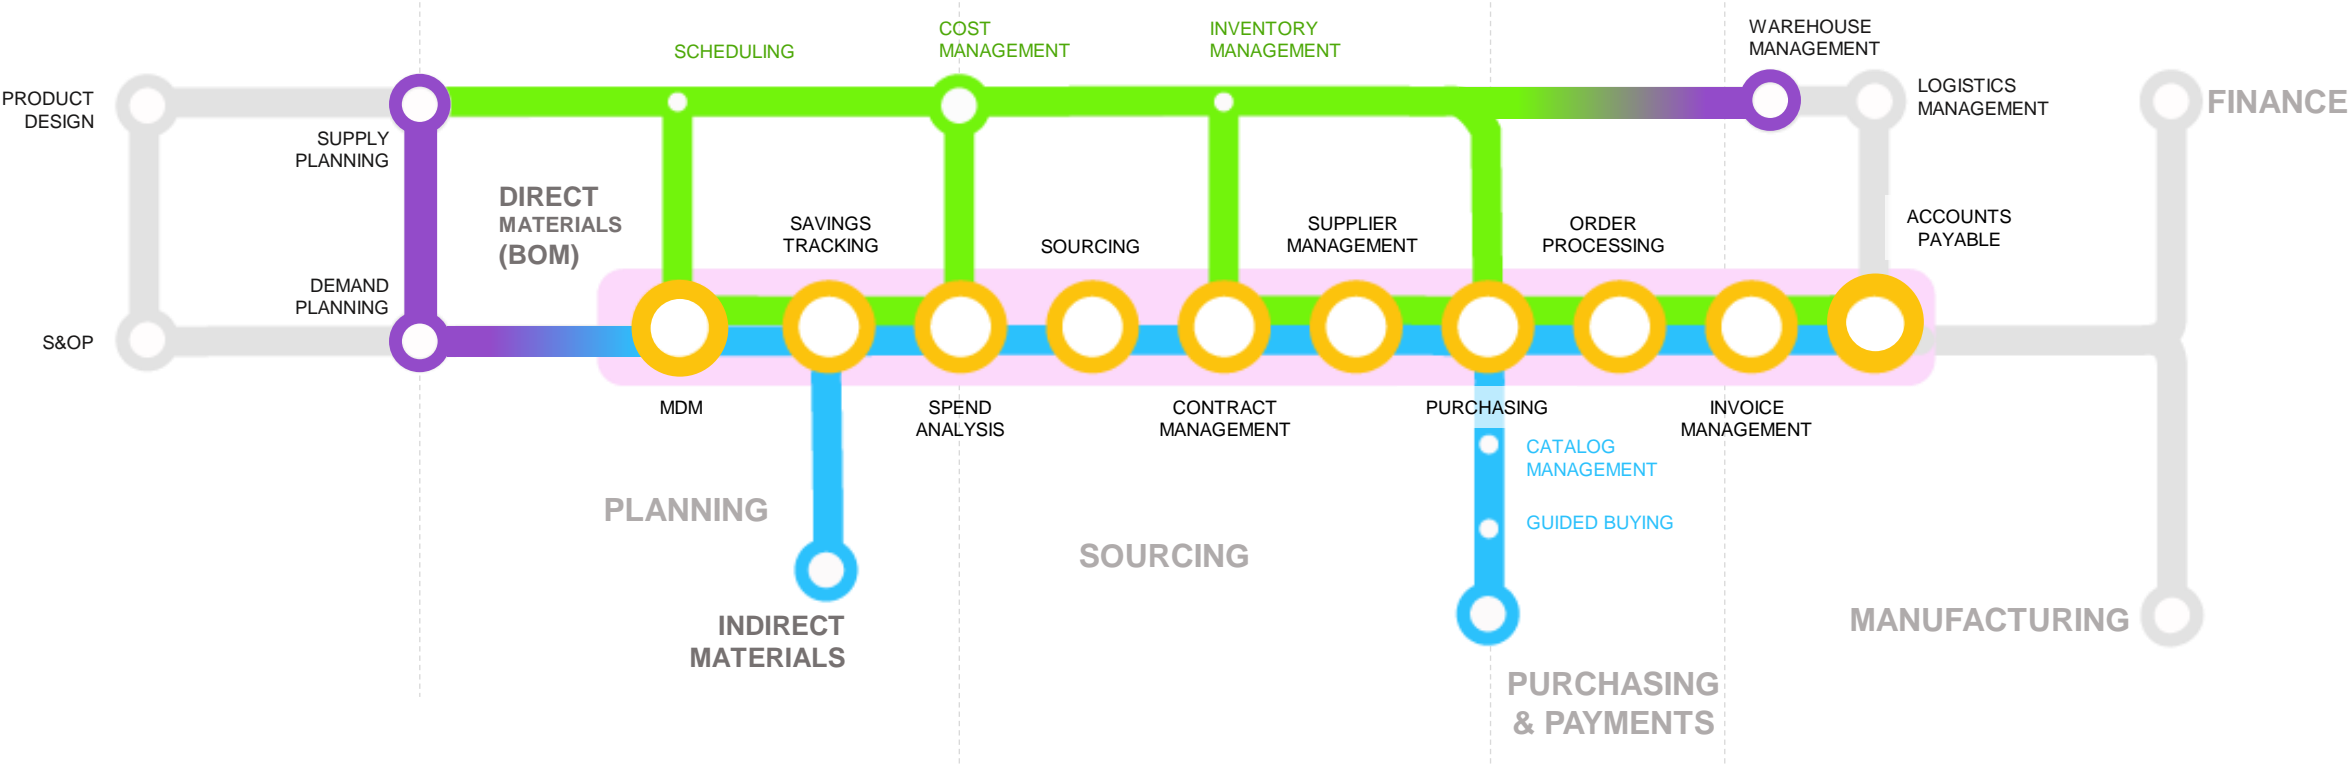 COST
MANAGEMENT
INVENTORY
MANAGEMENT
WAREHOUSE
MANAGEMENT
SCHEDULING
PRODUCT
DESIGN
LOGISTICS
MANAGEMENT
FINANCE
SUPPLY
PLANNING
DIRECT
MATERIALS
(BOM)
SAVINGS
TRACKING
SOURCING
SUPPLIER
MANAGEMENT
ORDER
PROCESSING
ACCOUNTS
PAYABLE
DEMAND
PLANNING
S&OP
MDM
SPEND
ANALYSIS
CONTRACT
MANAGEMENT
PURCHASING
INVOICE
MANAGEMENT
CATALOG
MANAGEMENT
PLANNING
GUIDED BUYING
SOURCING
INDIRECT
MATERIALS
MANUFACTURING
PURCHASING
& PAYMENTS